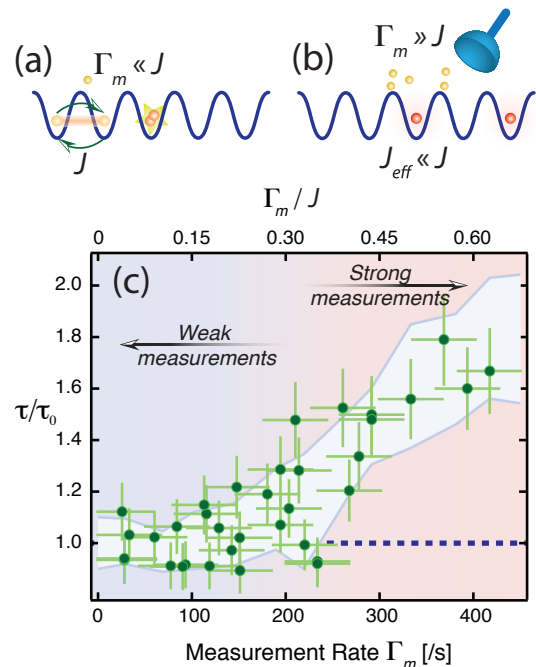 (a) Γm ≪ J
J
(b) Γm ≫ J
Jeff ≪ J
Γm / J
0 0.15 0.30 0.45 0.60
(c)
Strong
measurements
Weak
measurements
τ/τ0
2.0
1.8
1.6
1.4
1.2
1.0
0 100 200 300 400
Measurement Rate Γm [/s]